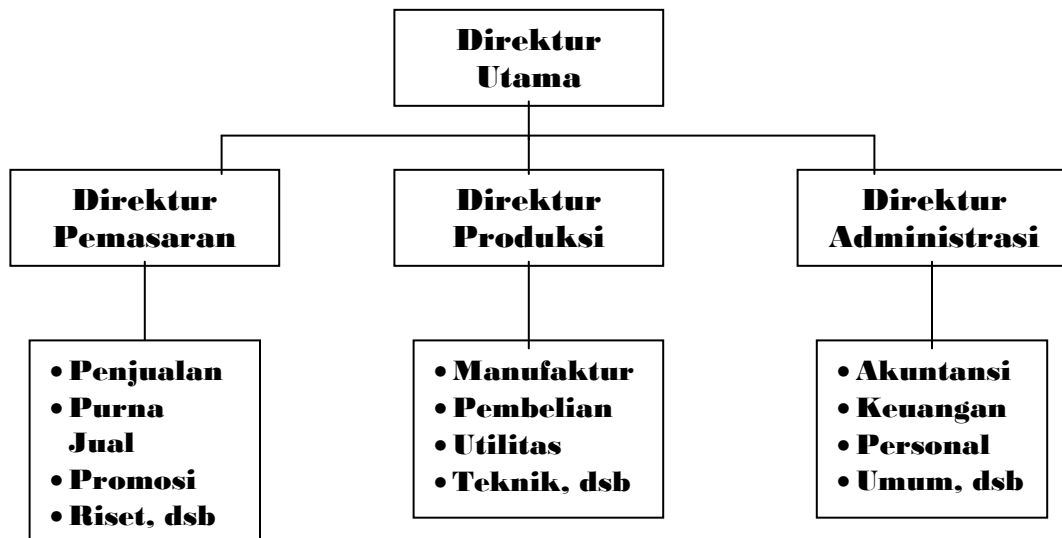 Direktur
Utama
Direktur
Pemasaran
Direktur
Produksi
Direktur
Administrasi
• Penjualan
• Purna
Jual
• Promosi
• Riset, dsb
• Manufaktur
• Pembelian
• Utilitas
• Teknik, dsb
• Akuntansi
• Keuangan
• Personal
• Umum, dsb